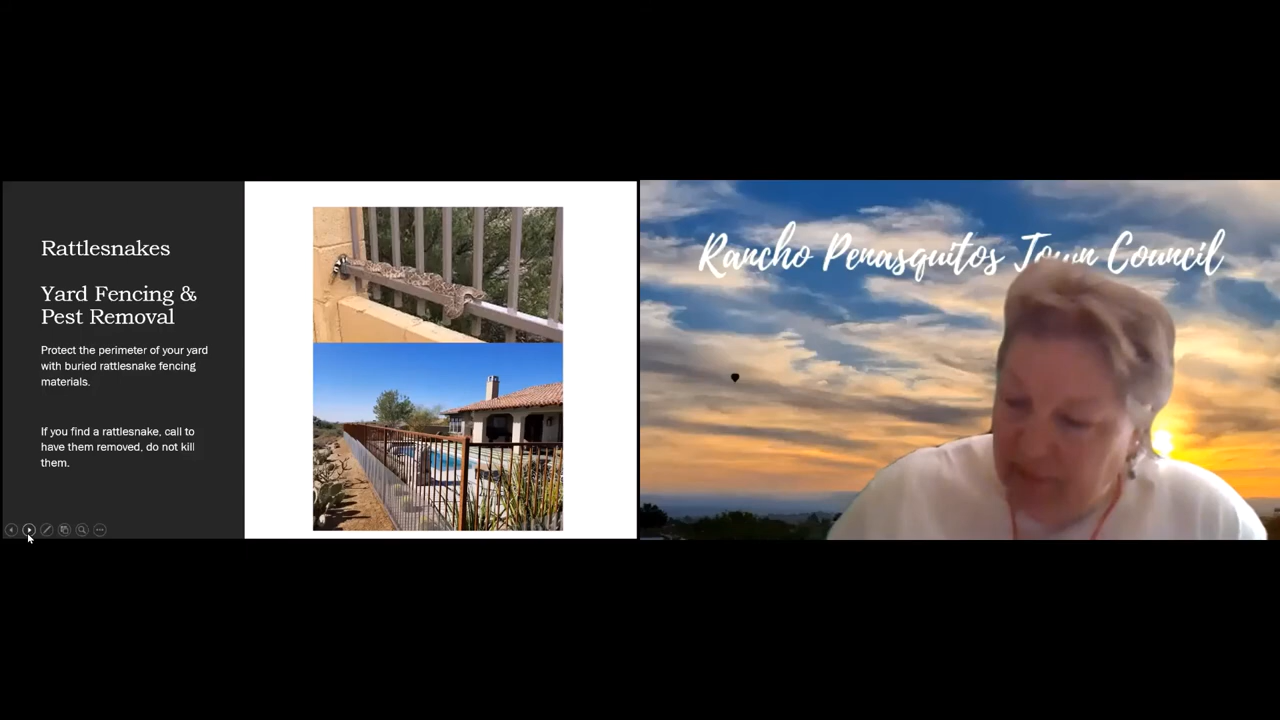 Rattlesnakes
Yard Fencing &
Pest Removal
Protect the perimeter of your yard
with buried rattlesnake fencing
materials.
If you find a rattlesnake, call to
have them removed, do not kill
them.
Rancho Penasquitos Town Council